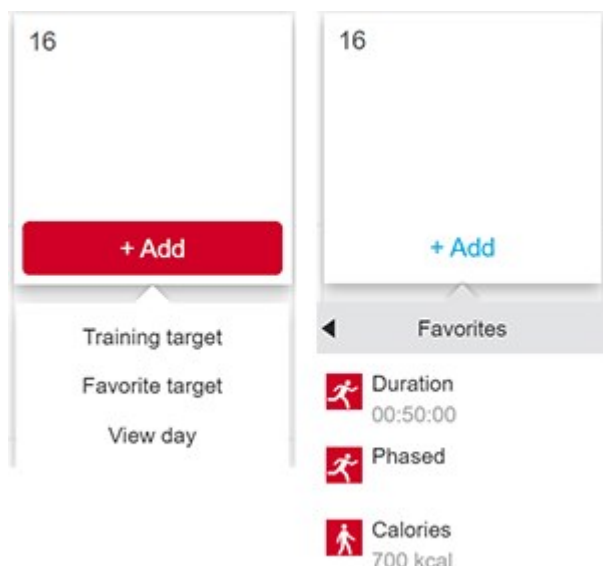 16
+ Add
Training target
Favorite target
View day
16
+ Add
Favorites
Duration
00:50:00
Phased
Calories
700 kcal